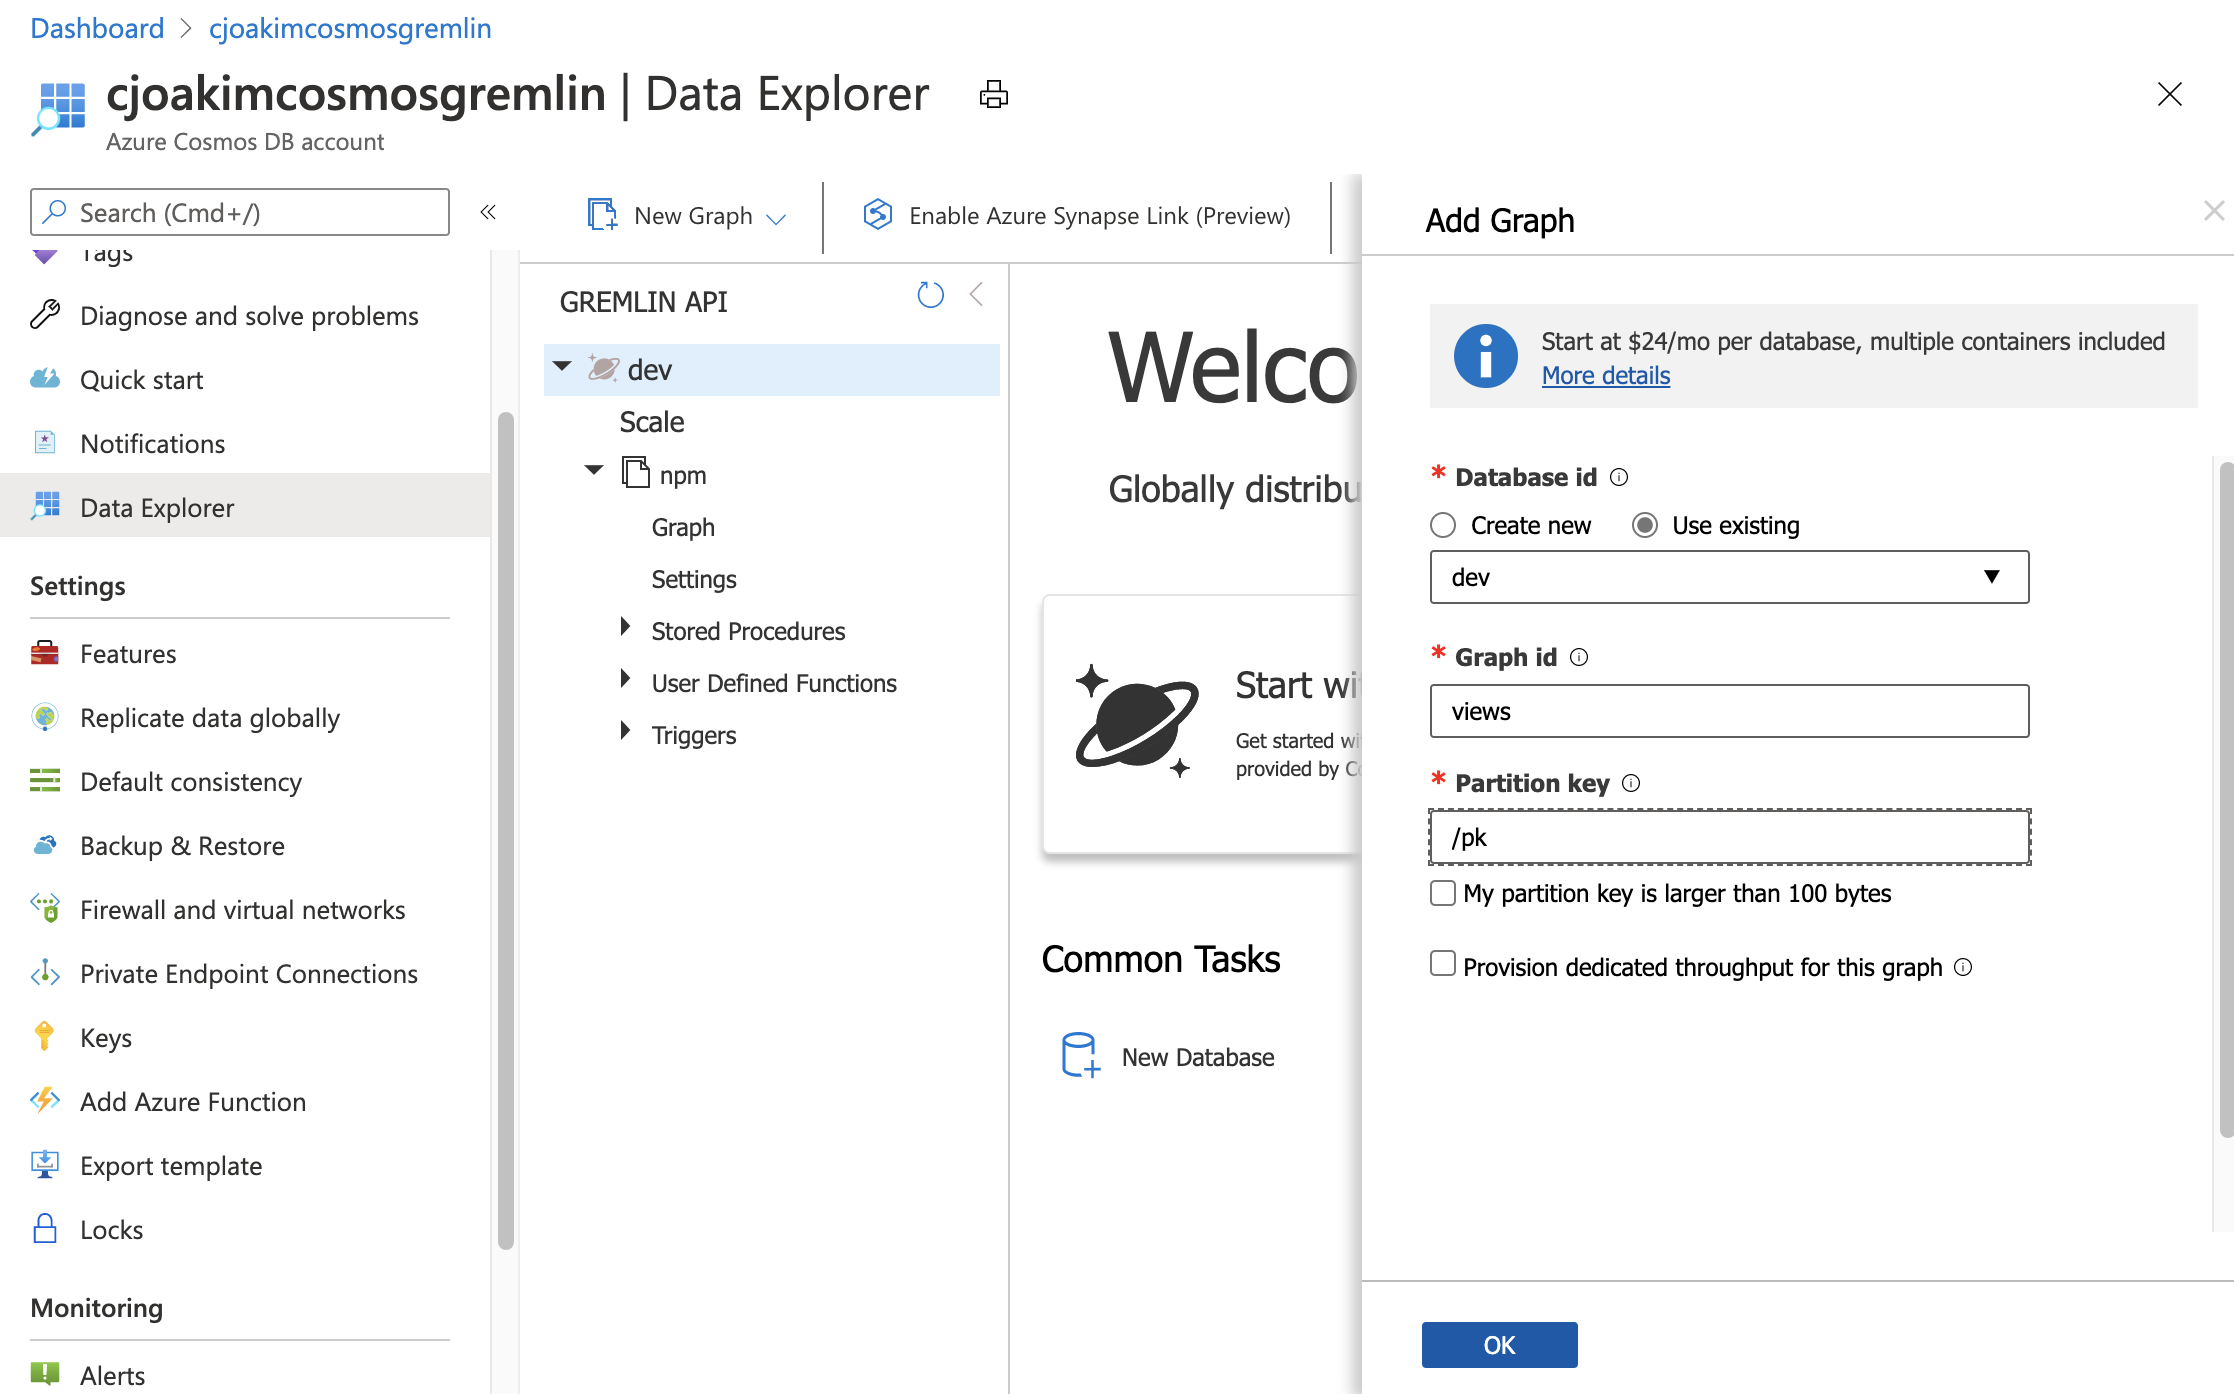 Dashboard > cjoakimcosmosgremlin
cjoakimcosmosgremlin | Data Explorer
Azure Cosmos DB account
Search (Cmd+/)
«
Tags
Diagnose and solve problems
Quick start
Notifications
Data Explorer
Settings
Features
Replicate data globally
Default consistency
Backup & Restore
Firewall and virtual networks
Private Endpoint Connections
Keys
Add Azure Function
Export template
Locks
Monitoring
Alerts
New Graph
Enable Azure Synapse Link (Preview)
GREMLIN API
dev
Scale
npm
Graph
Settings
Stored Procedures
User Defined Functions
Triggers
Welco
Globally distribu
Start wi
Get started wi
provided by Co
Common Tasks
New Database
Add Graph
Start at $24/mo per database, multiple containers included
More details
* Database id
Create new Use existing
dev
* Graph id
views
* Partition key
/pk
My partition key is larger than 100 bytes
Provision dedicated throughput for this graph
OK